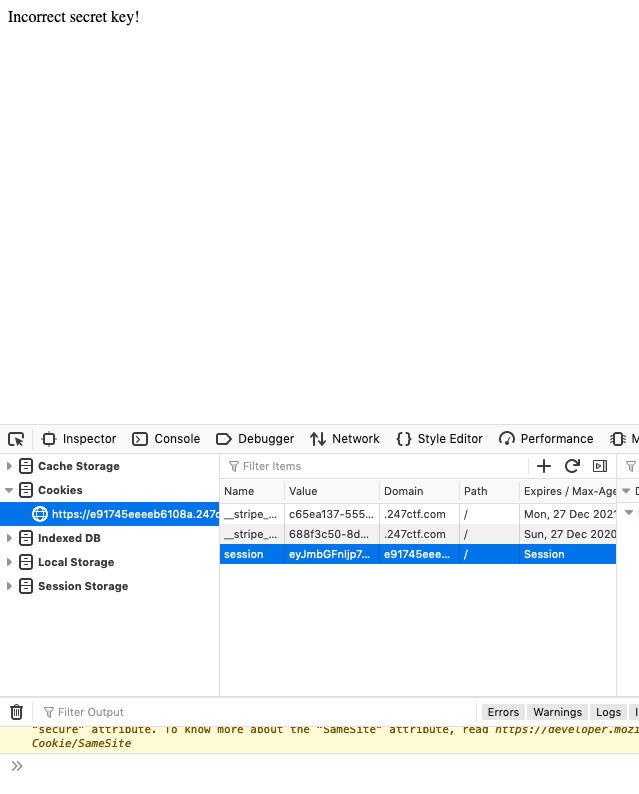 Incorrect secret key!
Inspector Console Debugger Network Style Editor Performance M
Cache Storage
Cookies
https://e91745eeeeb6108a.247c
Indexed DB
Local Storage
Session Storage
Filter Items
Name Value Domain Path Expires / Max-Age D
__stripe_... c65ea137-555... .247ctf.com / Mon, 27 Dec 2021
__stripe_... 688f3c50-8d... .247ctf.com / Sun, 27 Dec 2020
session eyJmbGFnIjp7... e91745eee... / Session
Filter Output Errors Warnings Logs I
"secure" attribute. To know more about the "SameSite" attribute, read https://developer.mozi
Cookie/SameSite